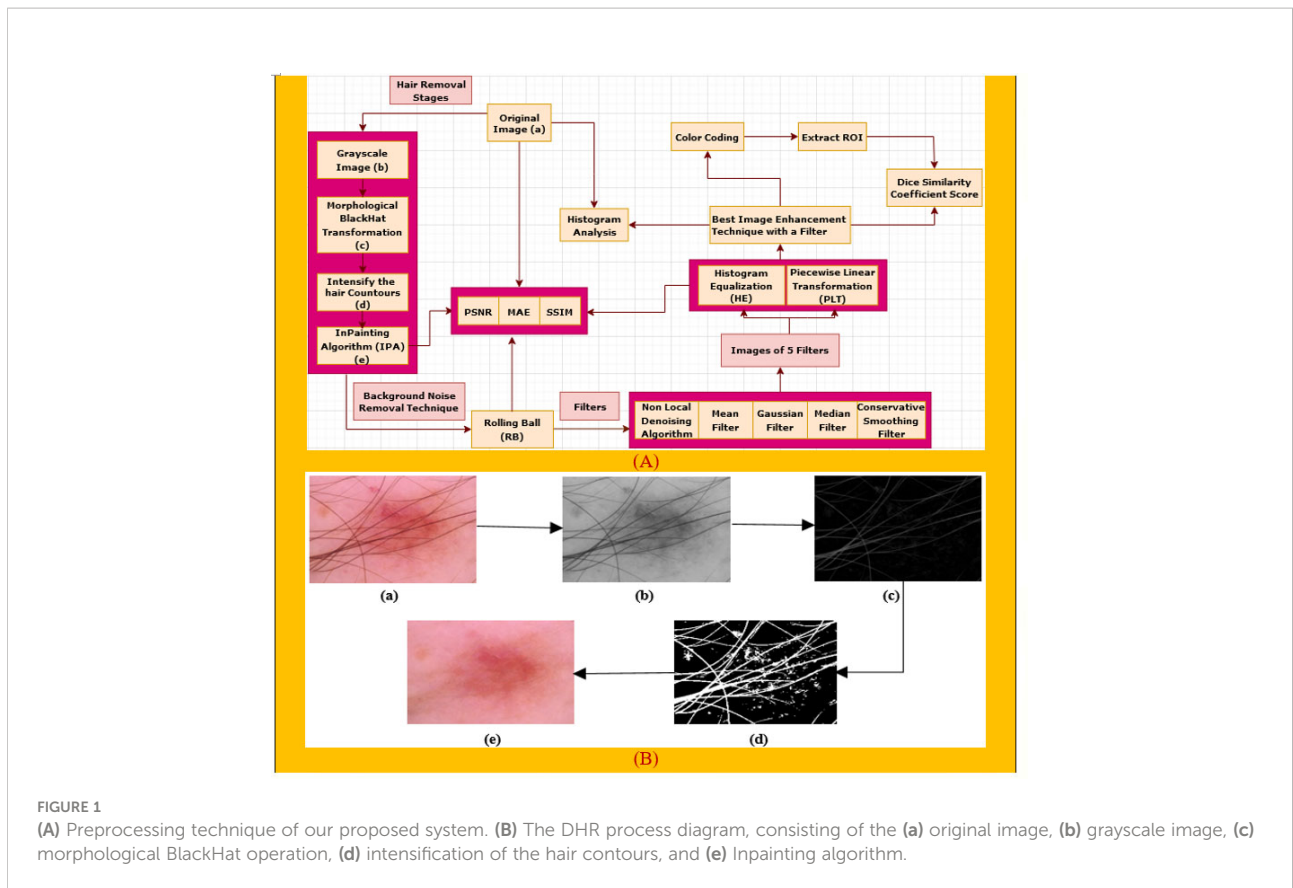 Hair Removal
Stages
Original
Image (a)
Grayscale
Image (b)
Morphological
BlackHat
Transformation
(c)
Intensify the
hair Countours
(d)
InPainting
Algorithm (IPA)
(e)
Background Noise
Removal Technique
Rolling Ball
(RB)
PSNR
MAE
SSIM
Filters
Non Local
Denoising
Algorithm
Mean
Filter
Gaussian
Filter
Median
Filter
Conservative
Smoothing
Filter
Images of 5 Filters
Histogram
Equalization
(HE)
Piecewise Linear
Transformation
(PLT)
Best Image Enhancement
Technique with a Filter
Histogram
Analysis
Color Coding
Extract ROI
Dice Similarity
Coefficient Score
(A)
(a)
(b)
(c)
(e)
(d)
(B)
FIGURE 1
(A) Preprocessing technique of our proposed system. (B) The DHR process diagram, consisting of the (a) original image, (b) grayscale image, (c)
morphological BlackHat operation, (d) intensification of the hair contours, and (e) Inpainting algorithm.